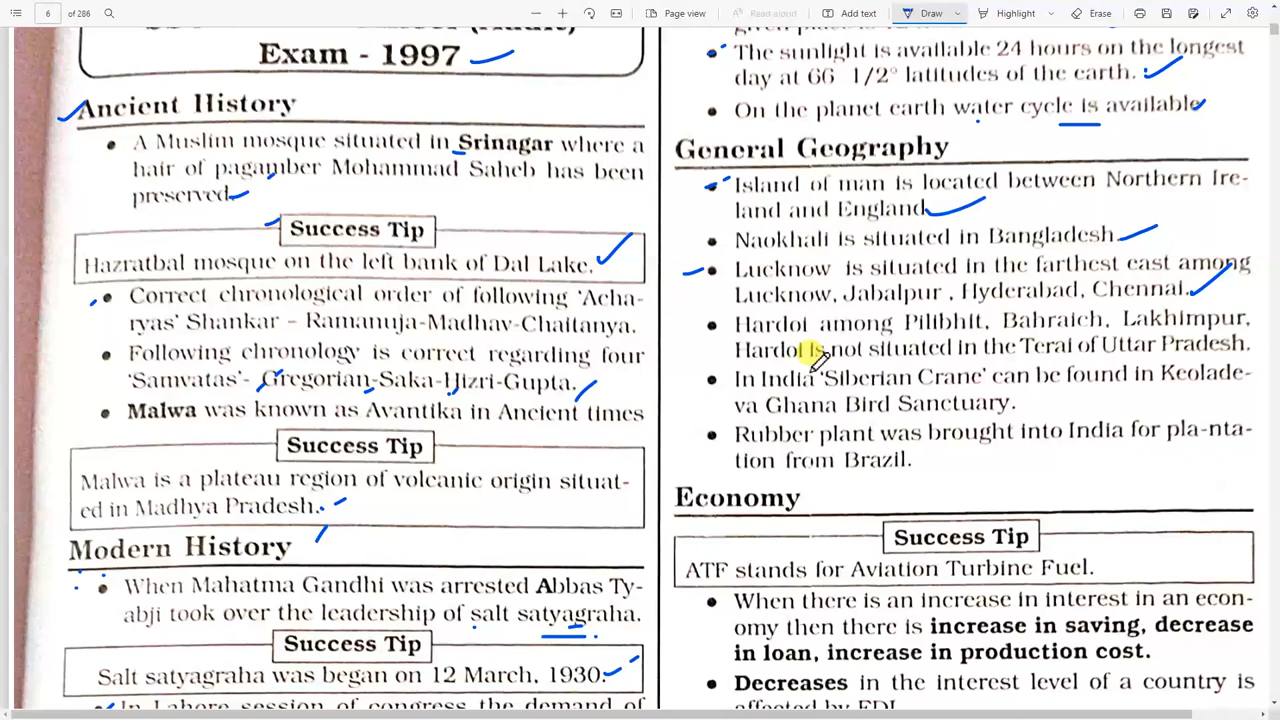 6 of 286
Page view
Read aloud
Add text
Draw
Highlight
Erase
Exam - 1997
Ancient History
• A Muslim mosque situated in Srinagar where a
hair of pagamber Mohammad Saheb has been
preserved
Success Tip
Hazratbal mosque on the left bank of Dal Lake.
• Correct chronological order of following 'Acha-
ryas' Shankar – Ramanuja-Madhav-Chaitanya.
• Following chronology is correct regarding four
'Samvatas'- Gregorian-Saka-Hizri-Gupta.
• Malwa was known as Avantika in Ancient times
Success Tip
Malwa is a plateau region of volcanic origin situat-
ed in Madhya Pradesh.
Modern History
• When Mahatma Gandhi was arrested Abbas Ty-
abji took over the leadership of salt satyagraha.
Success Tip
Salt satyagraha was began on 12 March, 1930.
• In Lahore session of congress the demand of
• The sunlight is available 24 hours on the longest
day at 66 1/2° latitudes of the earth.
• On the planet earth water cycle is available
General Geography
• Island of man is located between Northern Ire-
land and England
• Naokhali is situated in Bangladesh.
• Lucknow is situated in the farthest east among
Lucknow, Jabalpur , Hyderabad, Chennai.
• Hardoi among Pilibhit, Bahraich, Lakhimpur,
Hardoi is not situated in the Terai of Uttar Pradesh.
• In India 'Siberian Crane' can be found in Keolade-
va Ghana Bird Sanctuary.
• Rubber plant was brought into India for pla-nta-
tion from Brazil.
Economy
Success Tip
ATF stands for Aviation Turbine Fuel.
• When there is an increase in interest in an econ-
omy then there is increase in saving, decrease
in loan, increase in production cost.
• Decreases in the interest level of a country is
affected by FDI